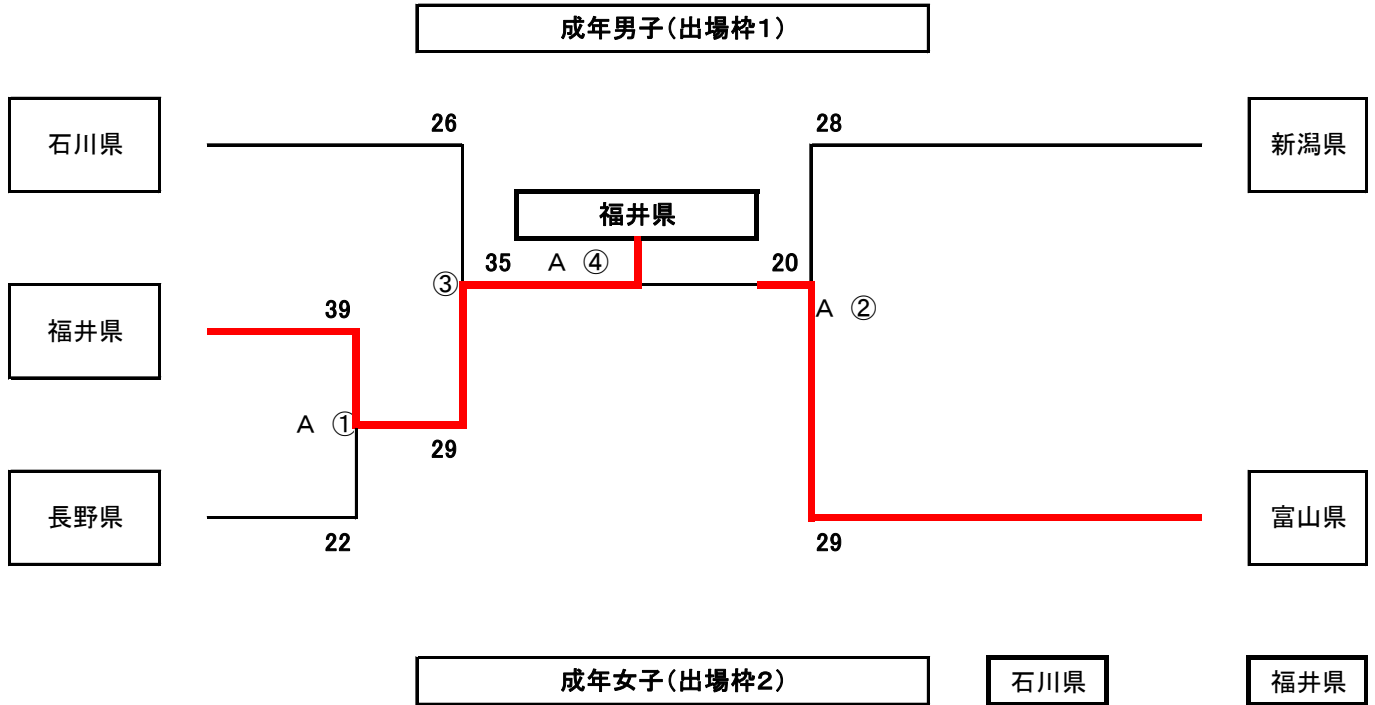 成年男子(出場枠1)
石川県
26
28
新潟県
福井県
35
A ④
20
③
A ②
福井県
39
A ①
29
長野県
22
29
富山県
成年女子(出場枠2)
石川県
福井県